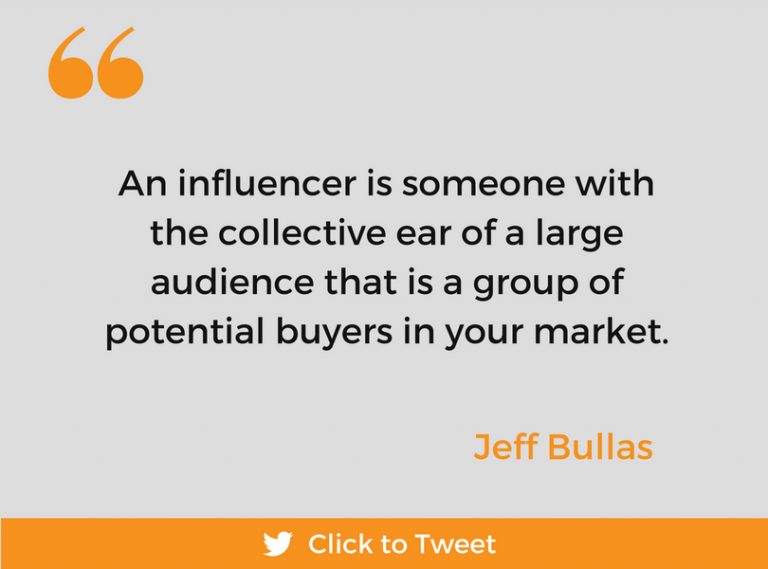 “
An influencer is someone with
the collective ear of a large
audience that is a group of
potential buyers in your market.
Jeff Bullas
Click to Tweet